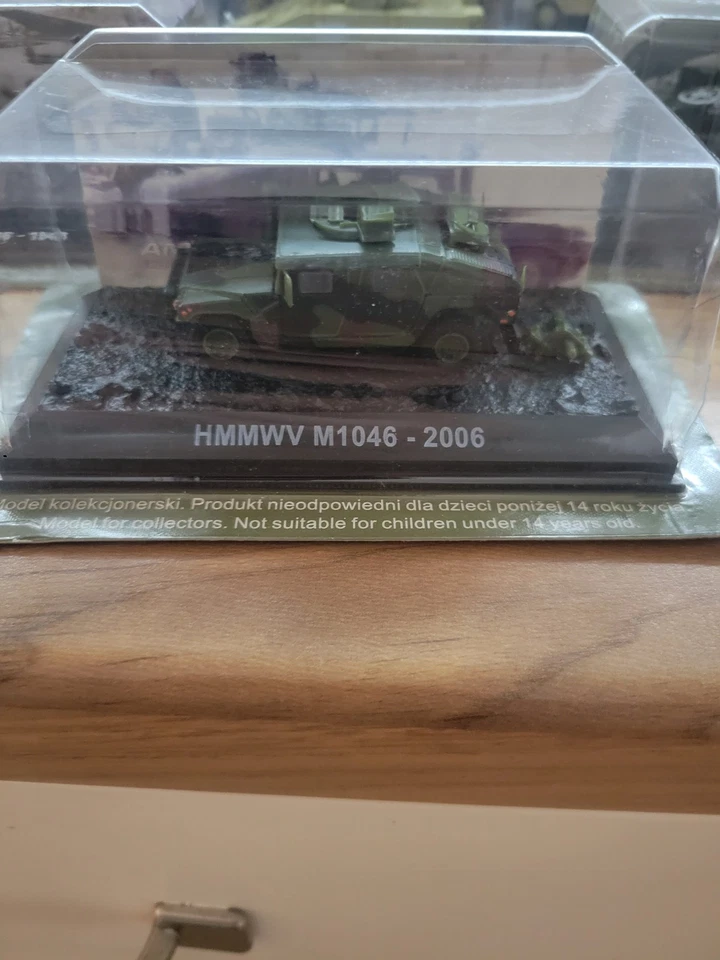 HMMWV M1046 - 2006
Model kolekcjonerski. Produkt nieodpowiedni dla dzieci poniżej 14 roku życia
Model for collectors. Not suitable for children under 14 years old.